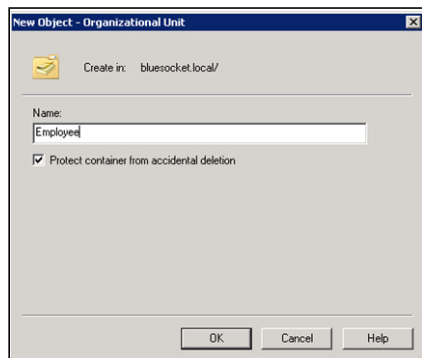 New Object - Organizational Unit
Create in: bluesocket.local/
Name:
Employee
Protect container from accidental deletion
OK Cancel Help